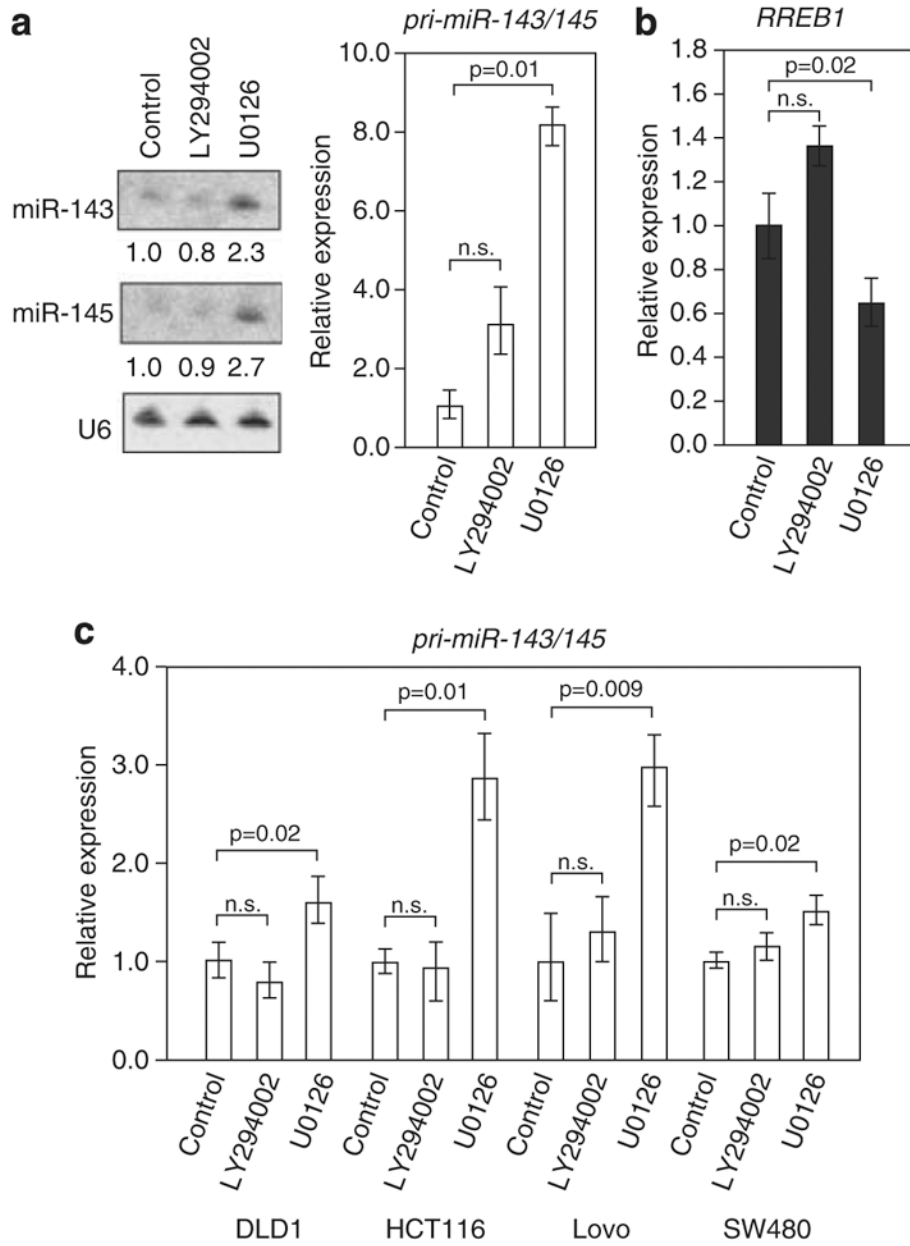 a
Control
LY294002
U0126
miR-143
1.0 0.8 2.3
miR-145
1.0 0.9 2.7
U6
pri-miR-143/145
Relative expression
10.0
8.0
6.0
4.0
2.0
0.0
p=0.01
n.s.
Control
LY294002
U0126
b
RREB1
Relative expression
1.8
1.6
1.4
1.2
1.0
0.8
0.6
0.4
0.2
0.0
p=0.02
n.s.
Control
LY294002
U0126
c
pri-miR-143/145
Relative expression
4.0
3.0
2.0
1.0
0.0
p=0.02
n.s.
p=0.01
n.s.
p=0.009
n.s.
p=0.02
n.s.
Control
LY294002
U0126
Control
LY294002
U0126
Control
LY294002
U0126
Control
LY294002
U0126
DLD1 HCT116 Lovo SW480